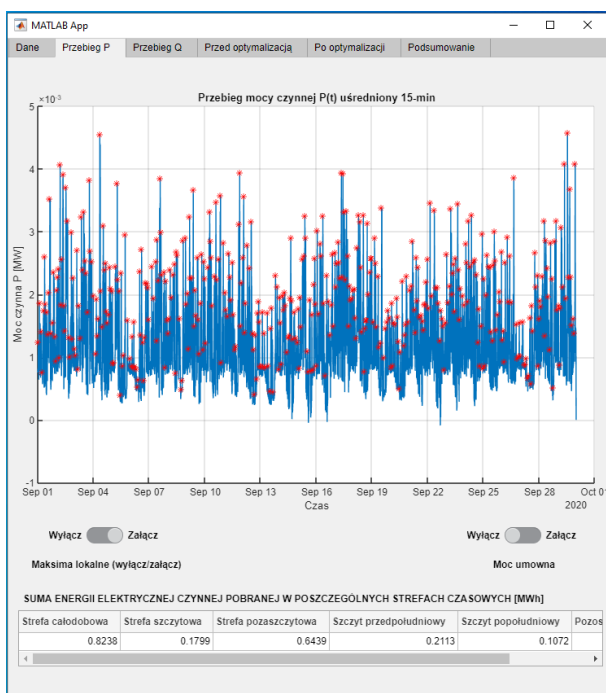 MATLAB App
Dane Przebieg P Przebieg Q Przed optymalizacją Po optymalizacji Podsumowanie
Przebieg mocy czynnej P(t) uśredniony 15-min
×10-3
5
4
3
2
1
0
-1
Moc czynna P [MW]
Sep 01 Sep 04 Sep 07 Sep 10 Sep 13 Sep 16 Sep 19 Sep 22 Sep 25 Sep 28 Oct 01
Czas 2020
Wyłącz Załącz Wyłącz Załącz
Maksima lokalne (wyłącz/załącz) Moc umowna
SUMA ENERGII ELEKTRYCZNEJ CZYNNEJ POBRANEJ W POSZCZEGÓLNYCH STREFACH CZASOWYCH [MWh]
Strefa całodobowa Strefa szczytowa Strefa pozaszczytowa Szczyt przedpołudniowy Szczyt popołudniowy Pozos
0.8238 0.1799 0.6439 0.2113 0.1072